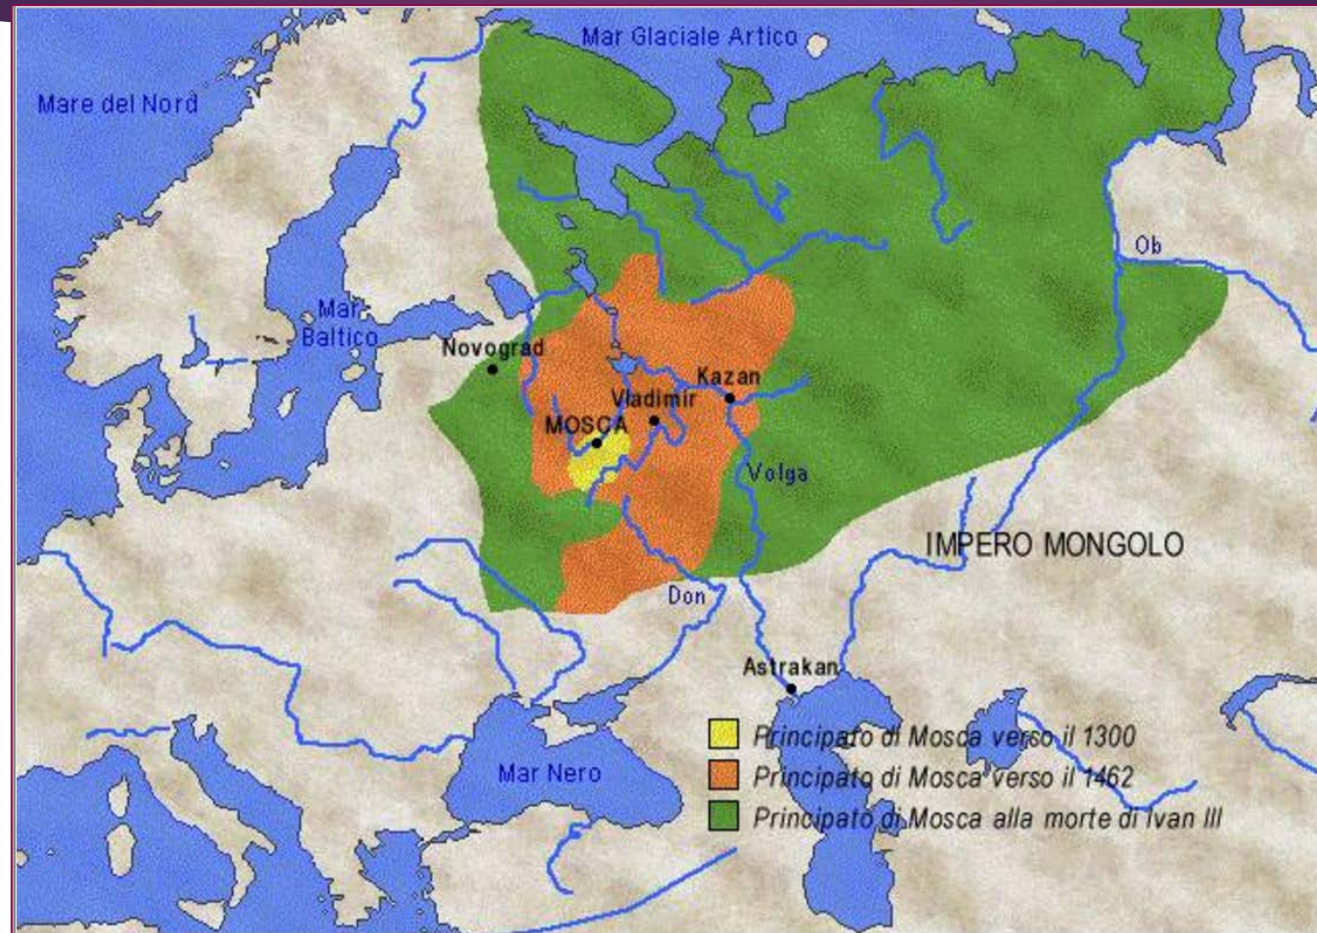 Mar Glaciale Artico
Mare del Nord
Ob
Mar
Baltico
Novograd
Kazan
Vladimir
MOSCA
Volga
IMPERO MONGOLO
Don
Astrakan
Mar Nero
Principato di Mosca verso il 1300
Principato di Mosca verso il 1462
Principato di Mosca alla morte di Ivan III